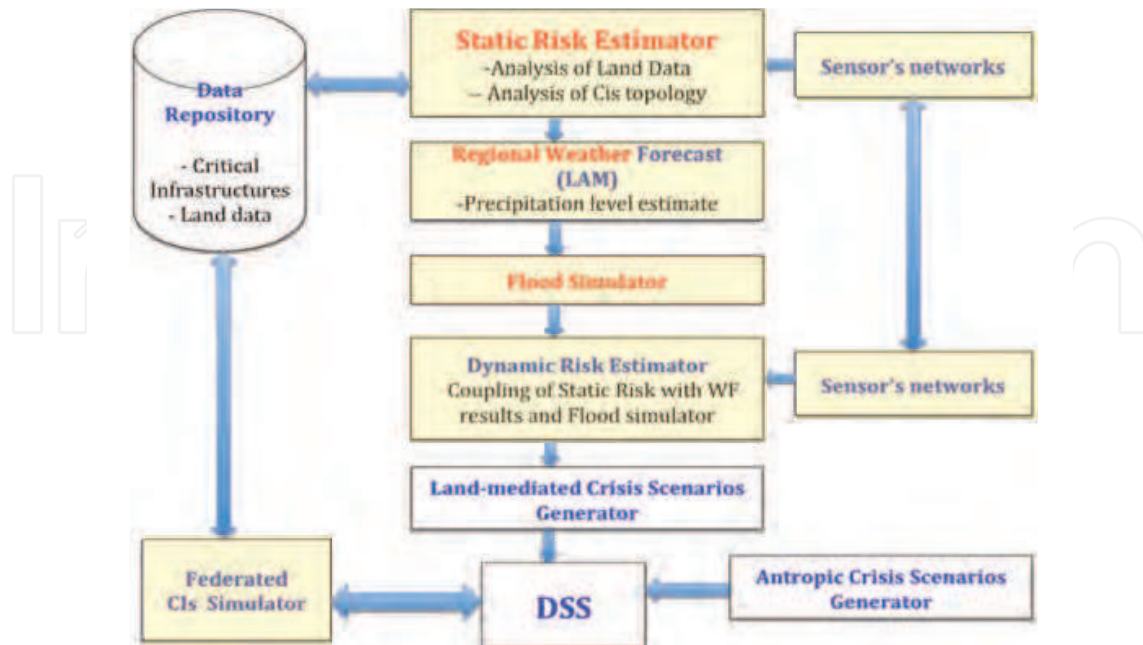 Data
Repository
- Critical
Infrastructures
- Land data
Static Risk Estimator
-Analysis of Land Data
– Analysis of Cis topology
Sensor's networks
Regional Weather Forecast
(LAM)
-Precipitation level estimate
Flood Simulator
Dynamic Risk Estimator
Coupling of Static Risk with WF
results and Flood simulator
Sensor's networks
Land-mediated Crisis Scenarios
Generator
Federated
CIs Simulator
DSS
Antropic Crisis Scenarios
Generator